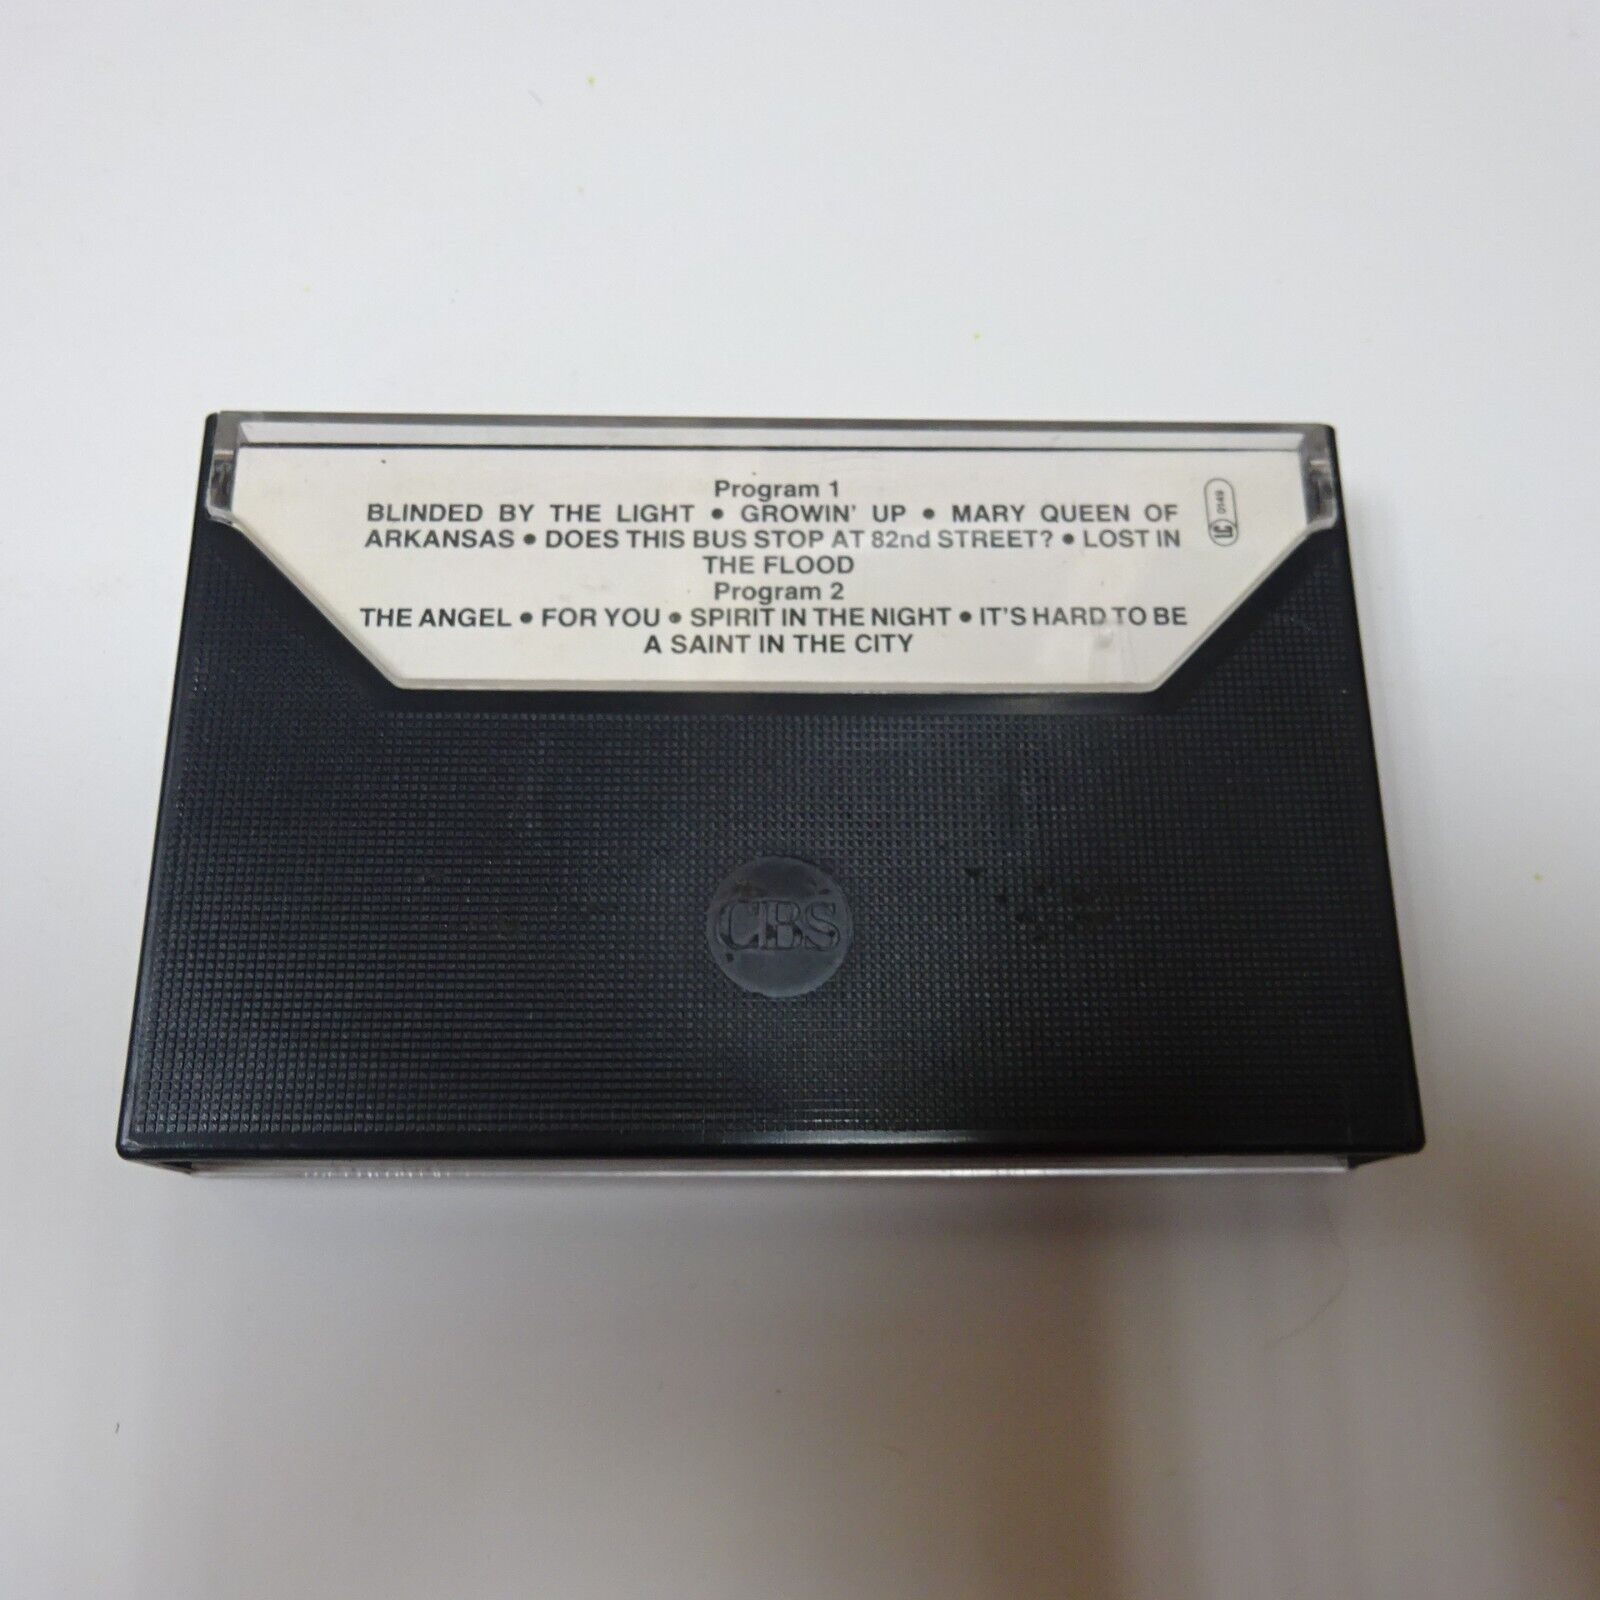 Program 1
BLINDED BY THE LIGHT • GROWIN' UP • MARY QUEEN OF
ARKANSAS • DOES THIS BUS STOP AT 82nd STREET? • LOST IN
THE FLOOD
Program 2
THE ANGEL • FOR YOU • SPIRIT IN THE NIGHT • IT'S HARD TO BE
A SAINT IN THE CITY
LC 0149
CBS